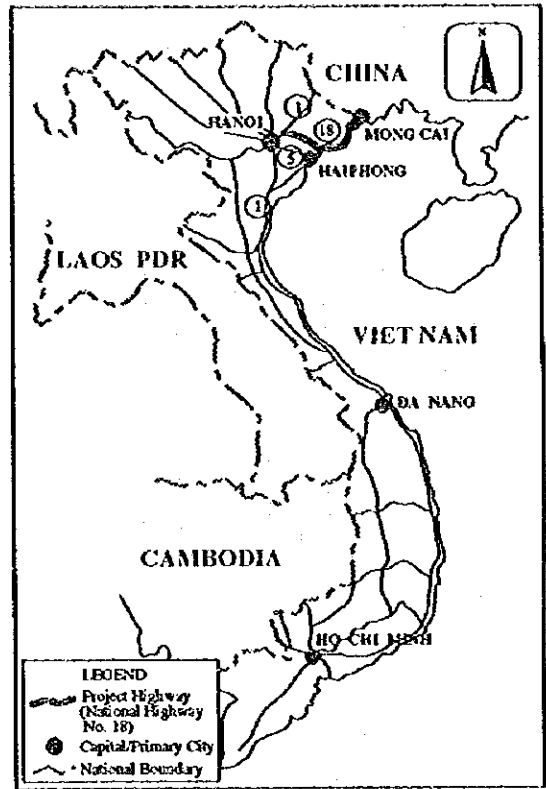 N
CHINA
1
HANOI
18
MONG CAI
5
HAIPHONG
1
LAOS PDR
VIET NAM
ĐA NANG
CAMBODIA
HO CHI MINH
LEGEND
Project Highway
(National Highway
No. 18)
Capital/Primary City
National Boundary